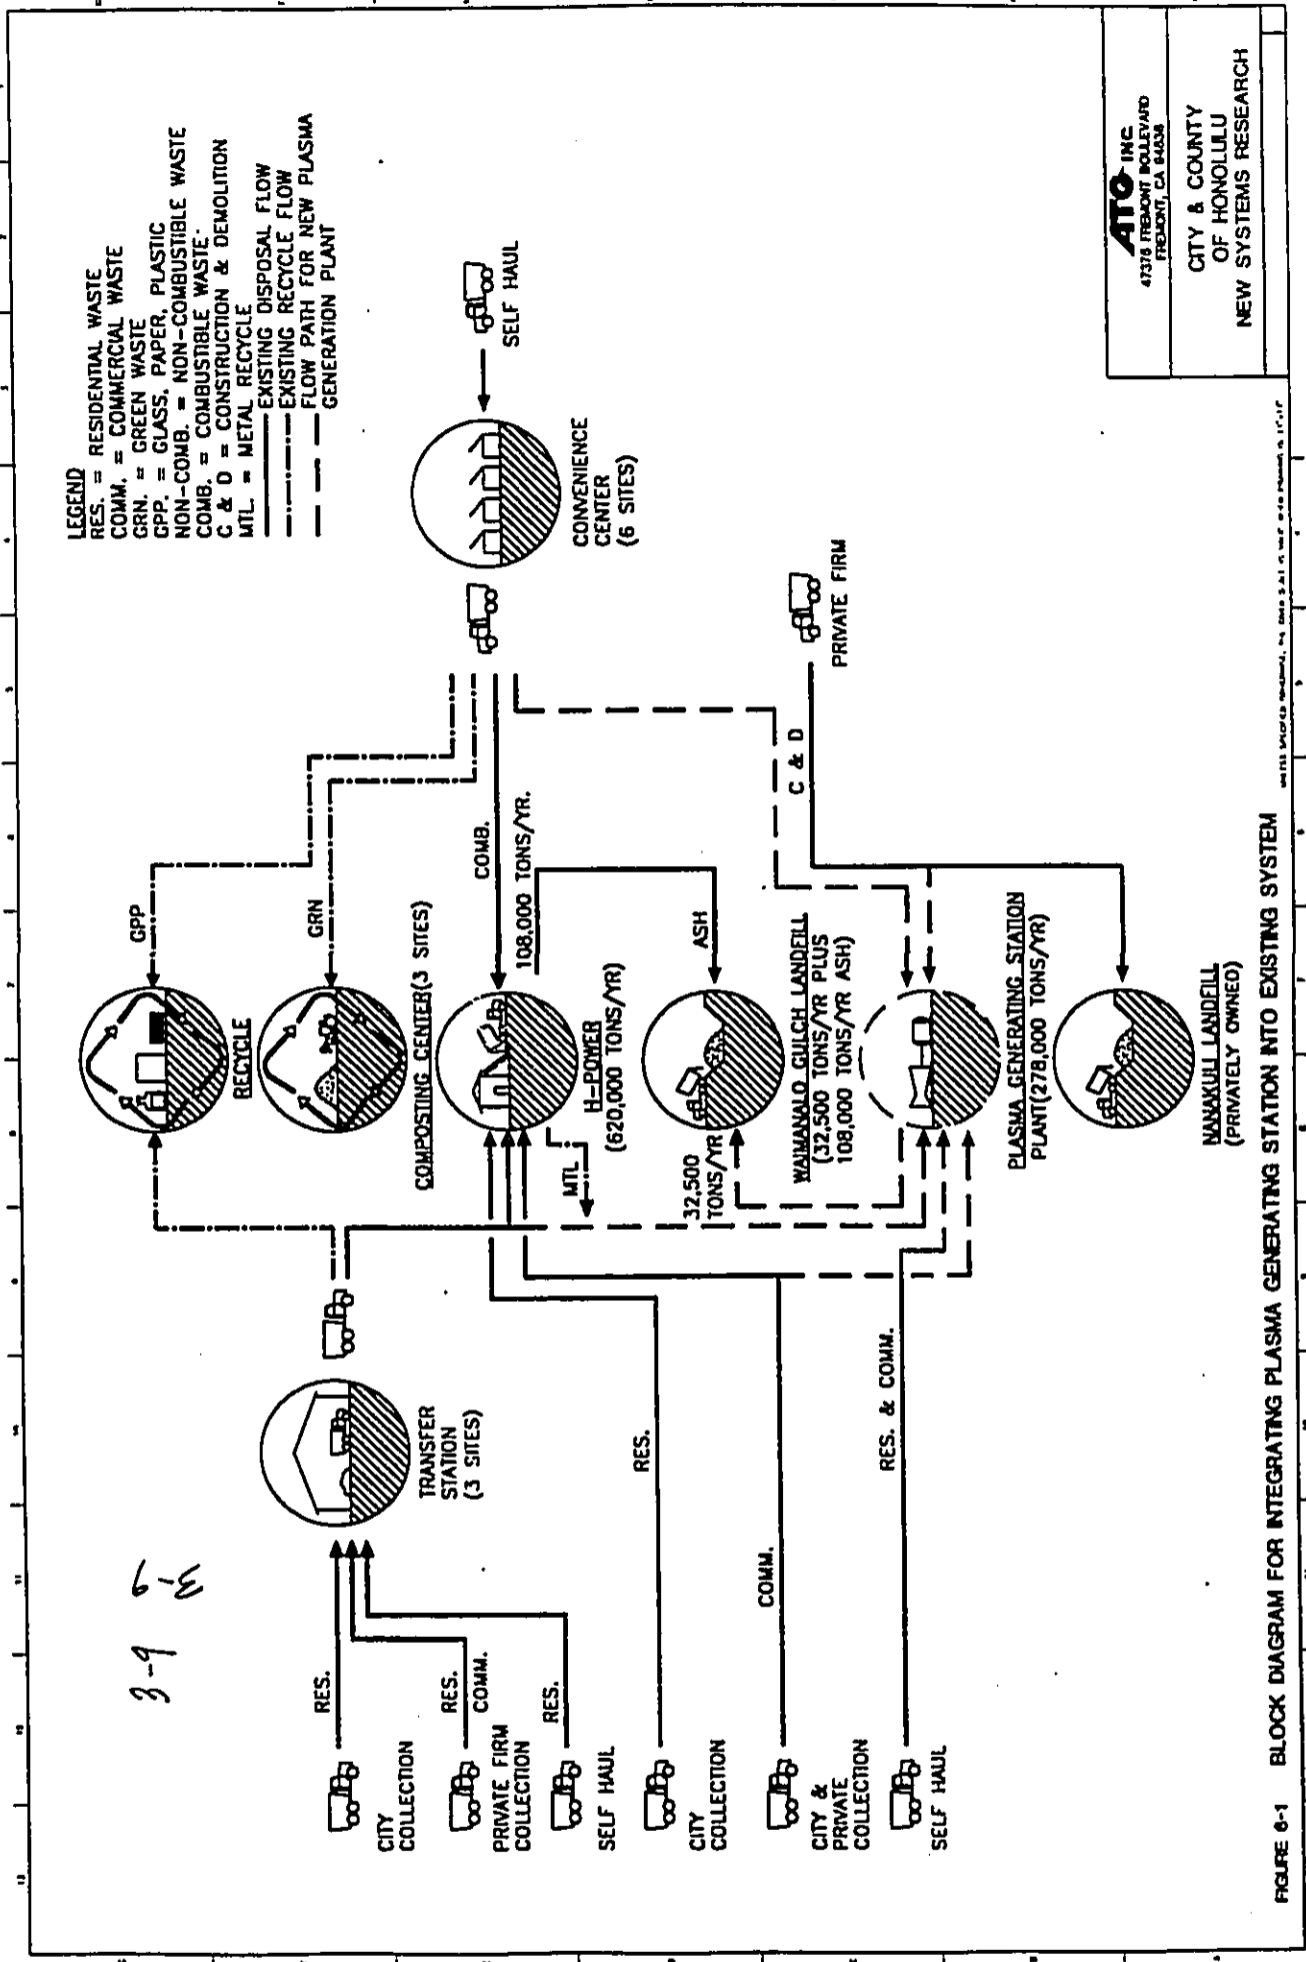 3-9
6-3
LEGEND
RES. = RESIDENTIAL WASTE
COMM. = COMMERCIAL WASTE
GRN. = GREEN WASTE
GPP. = GLASS, PAPER, PLASTIC
NON-COMB. = NON-COMBUSTIBLE WASTE
COMB. = COMBUSTIBLE WASTE
C & D = CONSTRUCTION & DEMOLITION
MTL. = METAL RECYCLE
EXISTING DISPOSAL FLOW
EXISTING RECYCLE FLOW
FLOW PATH FOR NEW PLASMA
GENERATION PLANT
RES.
CITY
COLLECTION
RES.
COMM.
PRIVATE FIRM
COLLECTION
RES.
SELF HAUL
RES.
CITY
COLLECTION
COMM.
CITY &
PRIVATE
COLLECTION
RES. & COMM.
SELF HAUL
TRANSFER
STATION
(3 SITES)
GPP
RECYCLE
GRN
COMPOSTING CENTER(3 SITES)
COMB.
108,000 TONS/YR.
H-POWER
(620,000 TONS/YR)
MTL
ASH
32,500
TONS/YR
WAIMANALO GULCH LANDFILL
(32,500 TONS/YR PLUS
108,000 TONS/YR ASH)
PLASMA GENERATING STATION
PLANT(278,000 TONS/YR)
NANAKULI LANDFILL
(PRIVATELY OWNED)
C & D
PRIVATE FIRM
CONVENIENCE
CENTER
(6 SITES)
SELF HAUL
ATG INC.
47375 FREMONT BOULEVARD
FREMONT, CA 94538
CITY & COUNTY
OF HONOLULU
NEW SYSTEMS RESEARCH
FIGURE 6-1 BLOCK DIAGRAM FOR INTEGRATING PLASMA GENERATING STATION INTO EXISTING SYSTEM